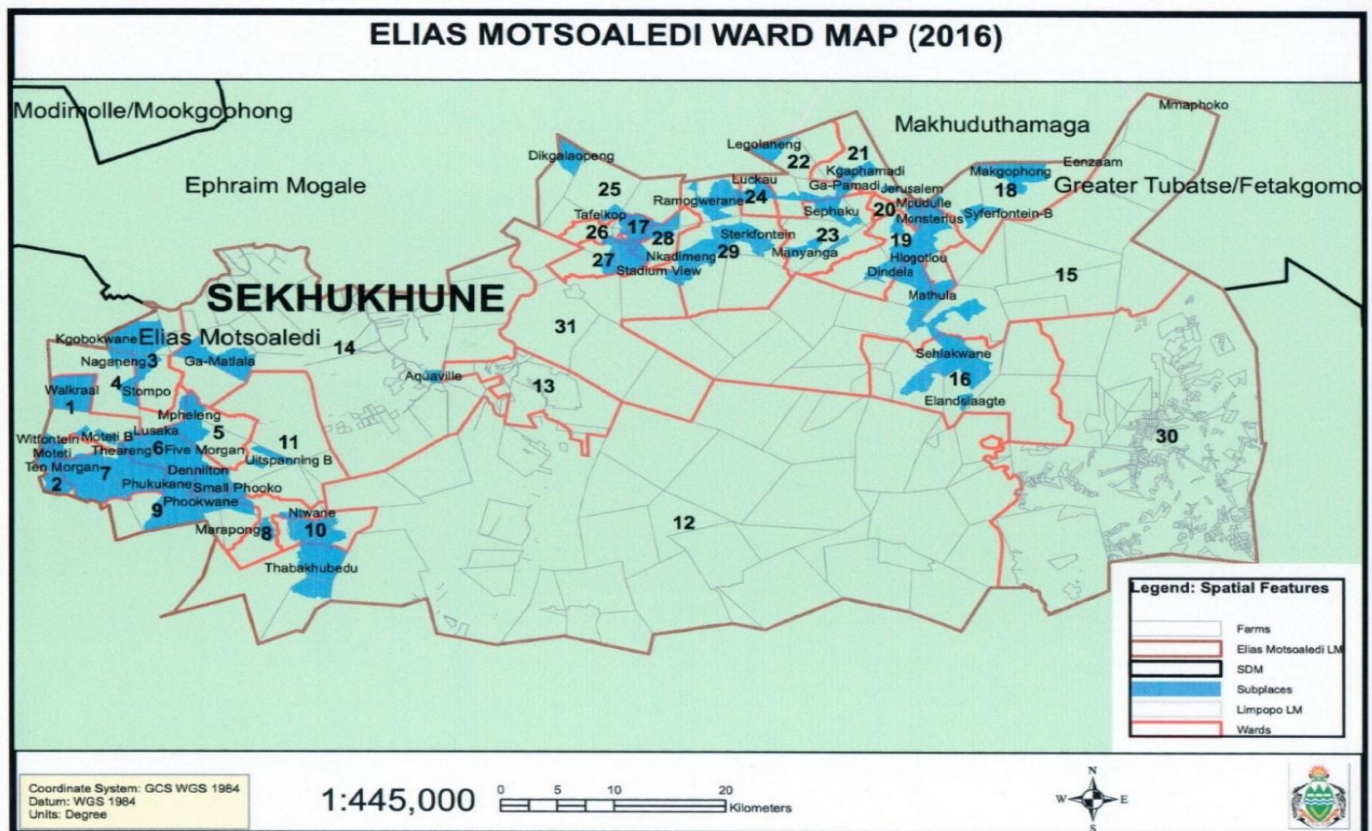 ELIAS MOTSOALEDI WARD MAP (2016)
Modimolle/Mookgophong
Mmaphoko
Makhuduthamaga
Legolaneng
22
21
Dikgalaopeng
Kgaphamadi
Makgophong
Eenzaam
Ephraim Mogale
25
Luckau
24
Ga-Pamadi
Jerusalem
18
Greater Tubatse/Fetakgomo
Ramogwerane
Mpudulle
Tafelkop
17
Sephaku
20
Monsterlus
Syferfontein-B
26
28
Sterkfontein
23
19
27
Nkadimeng
29
Manyanga
Hlogotlou
Stadium View
Dindela
15
SEKHUKHUNE
Mathula
31
Kgobokwane
Elias Motsoaledi
14
Naganeng
3
Ga-Matlala
Sehlakwane
4
Aquaville
13
16
Walkraal
Stompo
1
Elandslaagte
Mpheleng
Witfontein
Moteti B
Lusaka
5
11
30
Moteti
Theareng
6
Five Morgan
Uitspanning B
Ten Morgan
7
Dennilton
2
Phukukane
Small Phooko
9
Phookwane
Ntwane
12
Marapong
8
10
Thabakhubedu
Legend: Spatial Features
Farms
Elias Motsoaledi LM
SDM
Subplaces
Limpopo LM
Wards
Coordinate System: GCS WGS 1984
Datum: WGS 1984
Units: Degree
1:445,000
0 5 10 20
Kilometers
N
W E
S